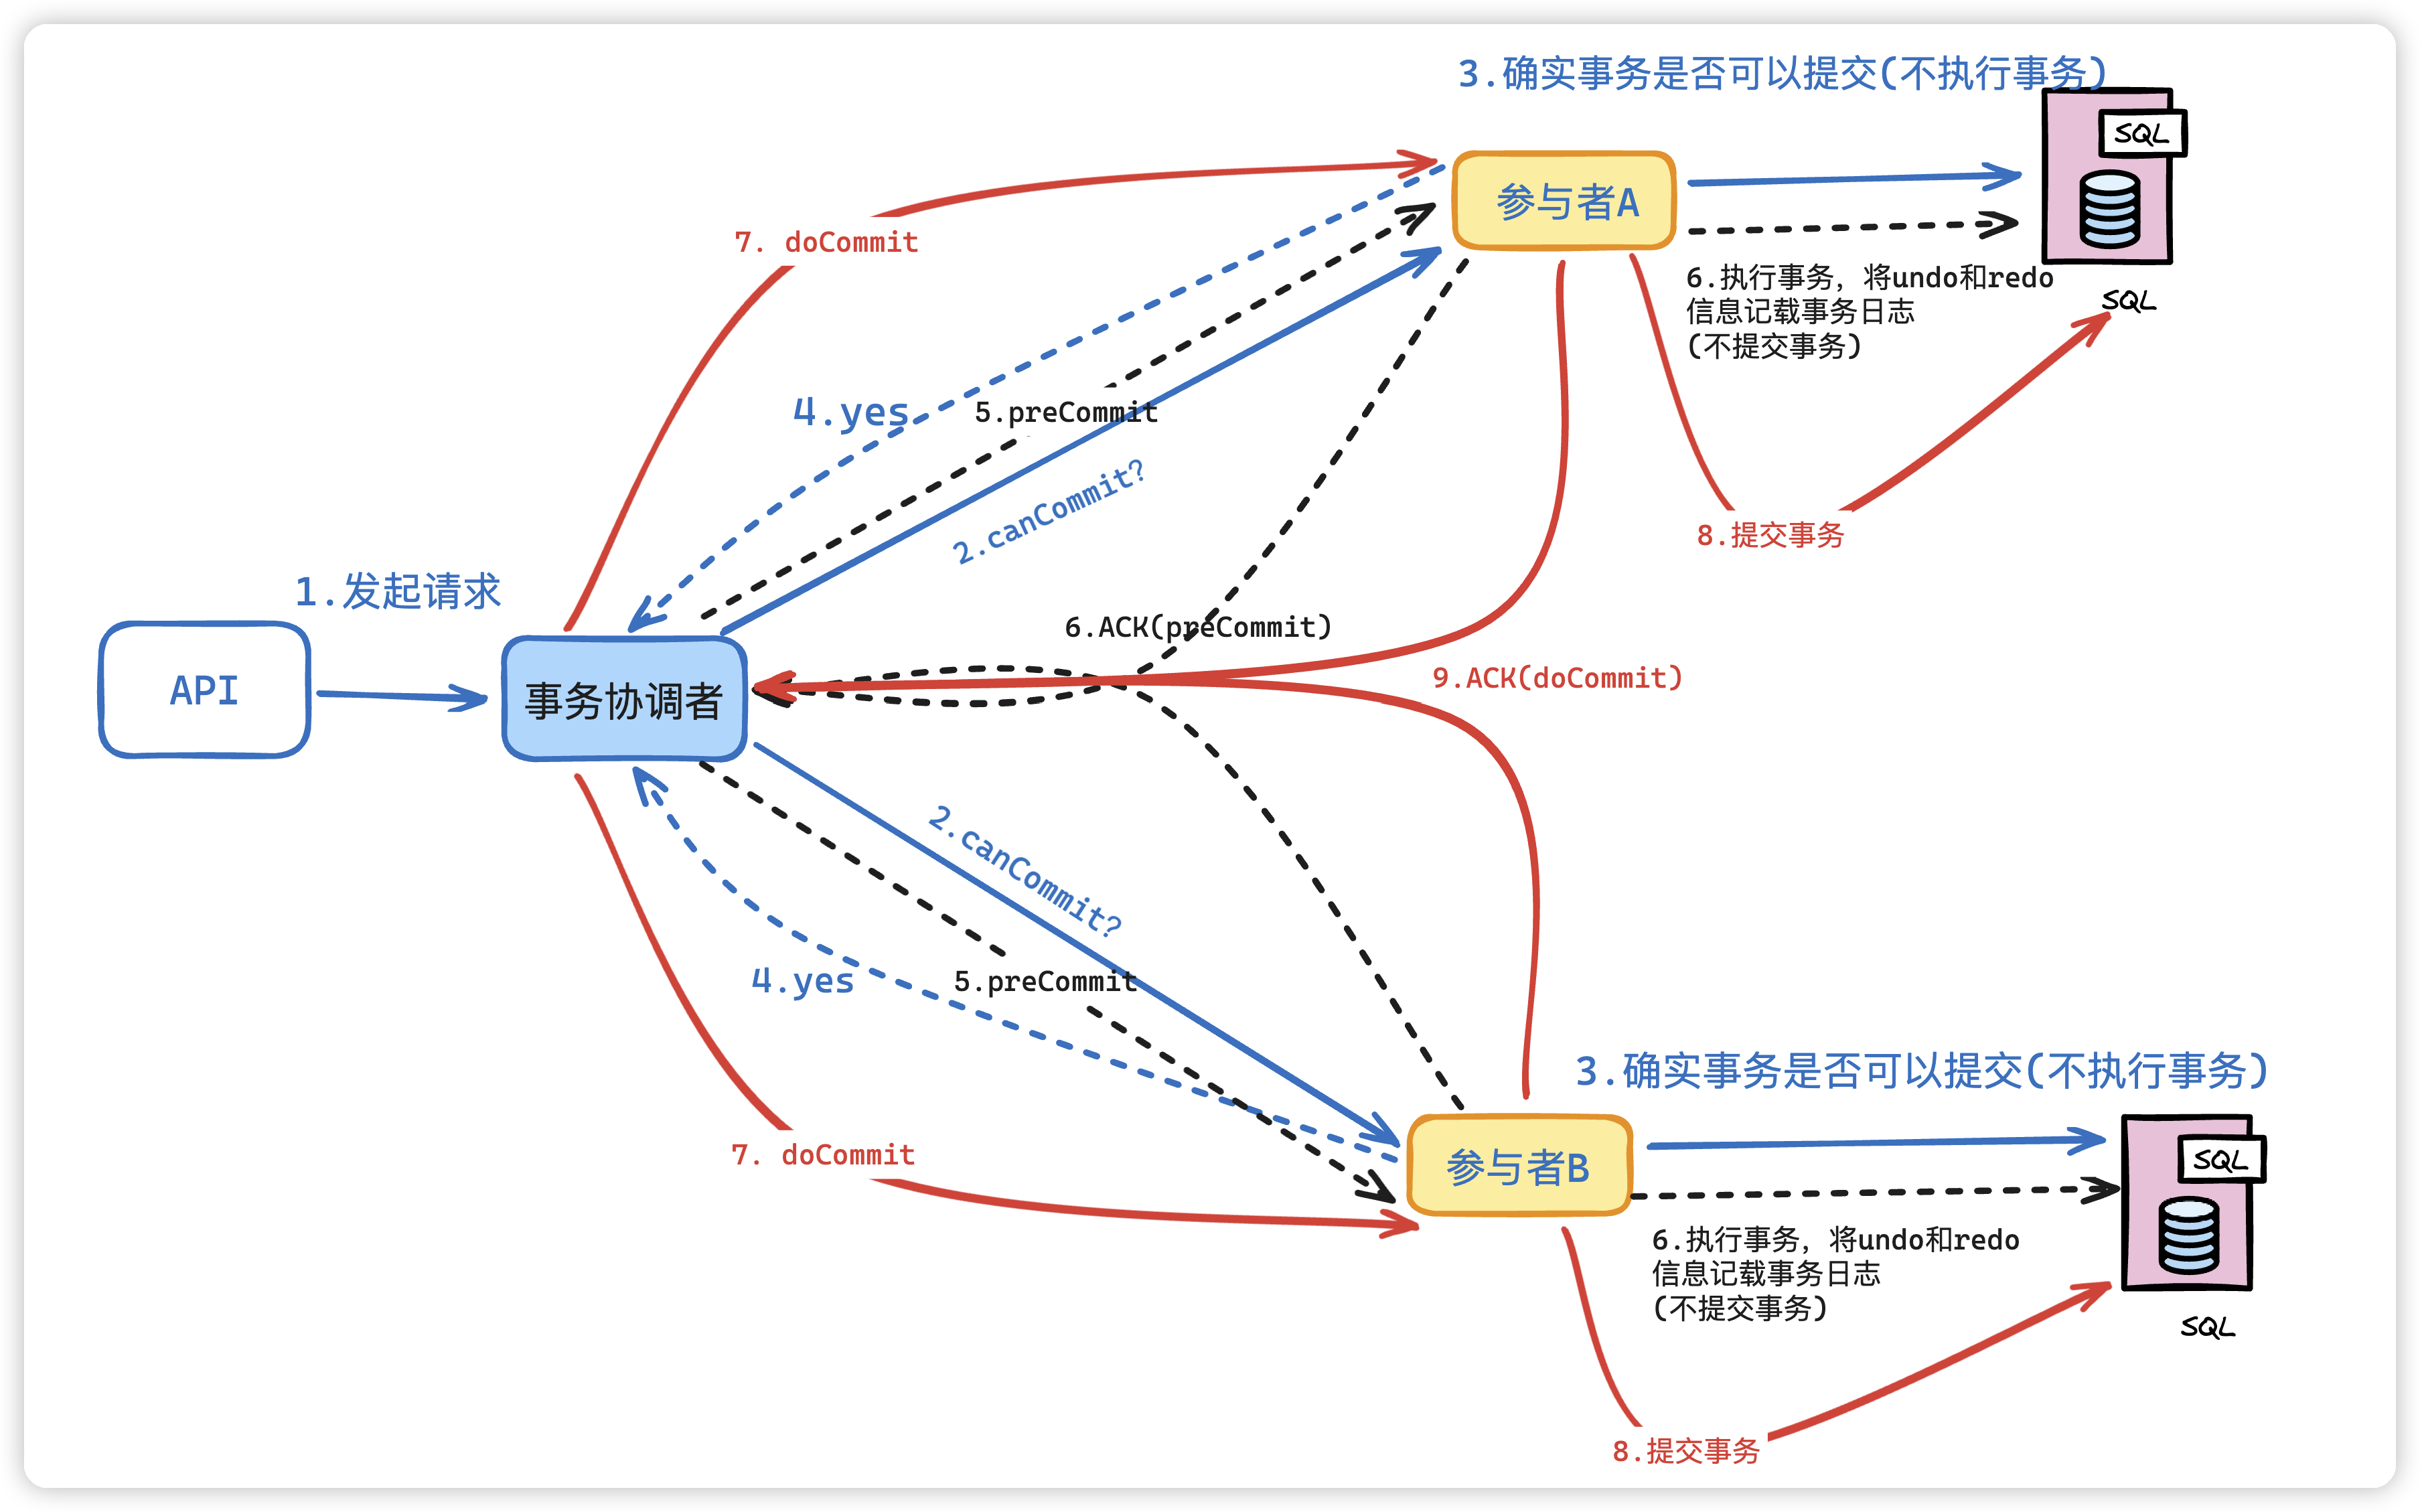 3.确实事务是否可以提交(不执行事务)
SQL
参与者A
7. doCommit
6.执行事务, 将undo和redo
信息记载事务日志
(不提交事务)
SQL
4.yes
5.preCommit
2.canCommit?
8.提交事务
1.发起请求
6.ACK(preCommit)
API
事务协调者
9.ACK(doCommit)
2.canCommit?
4.yes
5.preCommit
3.确实事务是否可以提交(不执行事务)
7. doCommit
参与者B
SQL
6.执行事务, 将undo和redo
信息记载事务日志
(不提交事务)
SQL
8.提交事务